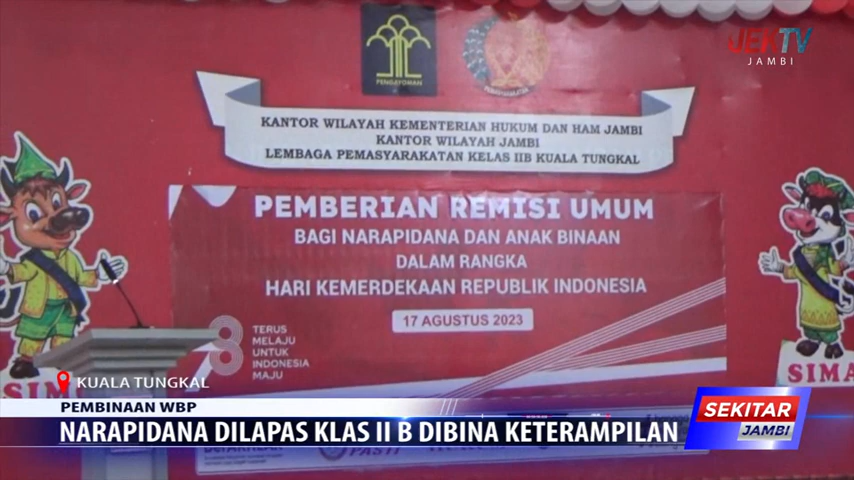 JEKTV
JAMBI
PENGAYOMAN
PEMASYARAKATAN
KANTOR WILAYAH KEMENTERIAN HUKUM DAN HAM JAMBI
KANTOR WILAYAH JAMBI
LEMBAGA PEMASYARAKATAN KELAS IIB KUALA TUNGKAL
PEMBERIAN REMISI UMUM
BAGI NARAPIDANA DAN ANAK BINAAN
DALAM RANGKA
HARI KEMERDEKAAN REPUBLIK INDONESIA
17 AGUSTUS 2023
78
TERUS
MELAJU
UNTUK
INDONESIA
MAJU
KUALA TUNGKAL
PEMBINAAN WBP
NARAPIDANA DILAPAS KLAS II B DIBINA KETERAMPILAN
SEKITAR
JAMBI